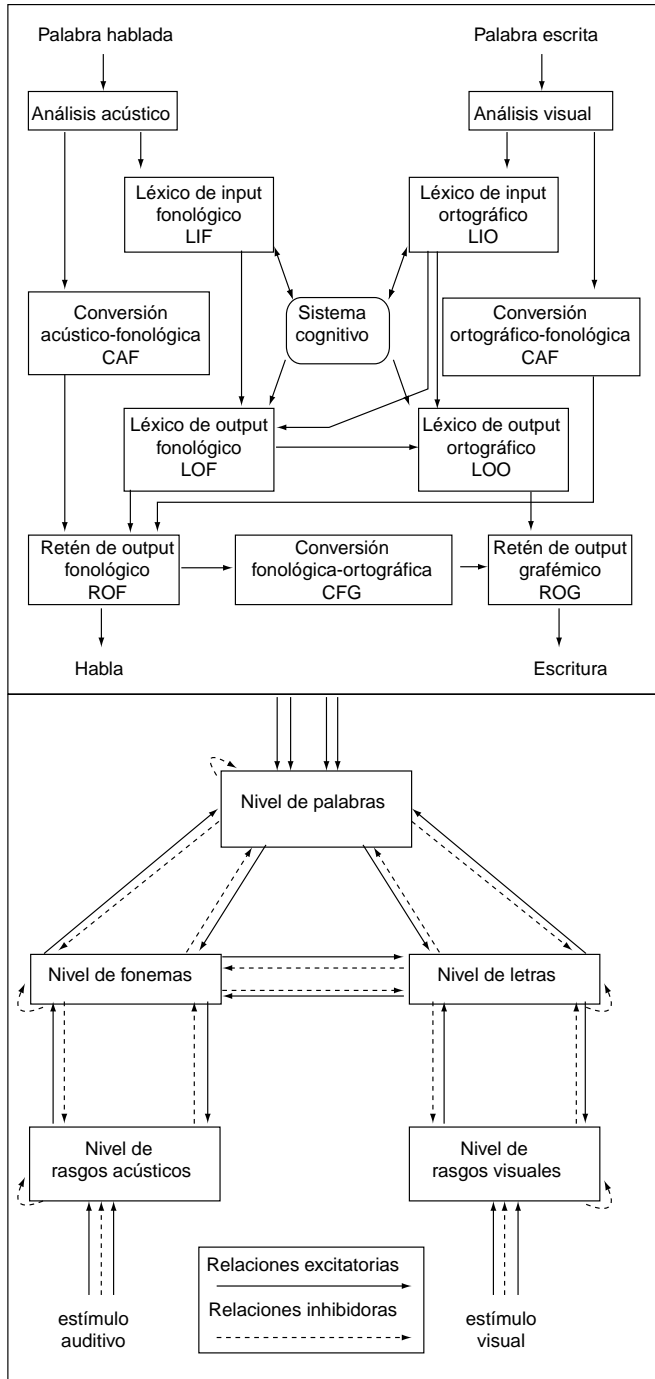 Palabra hablada
Palabra escrita
Análisis acústico
Análisis visual
Léxico de input
fonológico
LIF
Léxico de input
ortográfico
LIO
Conversión
acústico-fonológica
CAF
Sistema
cognitivo
Conversión
ortográfico-fonológica
CAF
Léxico de output
fonológico
LOF
Léxico de output
ortográfico
LOO
Retén de output
fonológico
ROF
Conversión
fonológica-ortográfica
CFG
Retén de output
grafémico
ROG
Habla
Escritura
Nivel de palabras
Nivel de fonemas
Nivel de letras
Nivel de
rasgos acústicos
Nivel de
rasgos visuales
Relaciones excitatorias
Relaciones inhibidoras
estímulo
auditivo
estímulo
visual